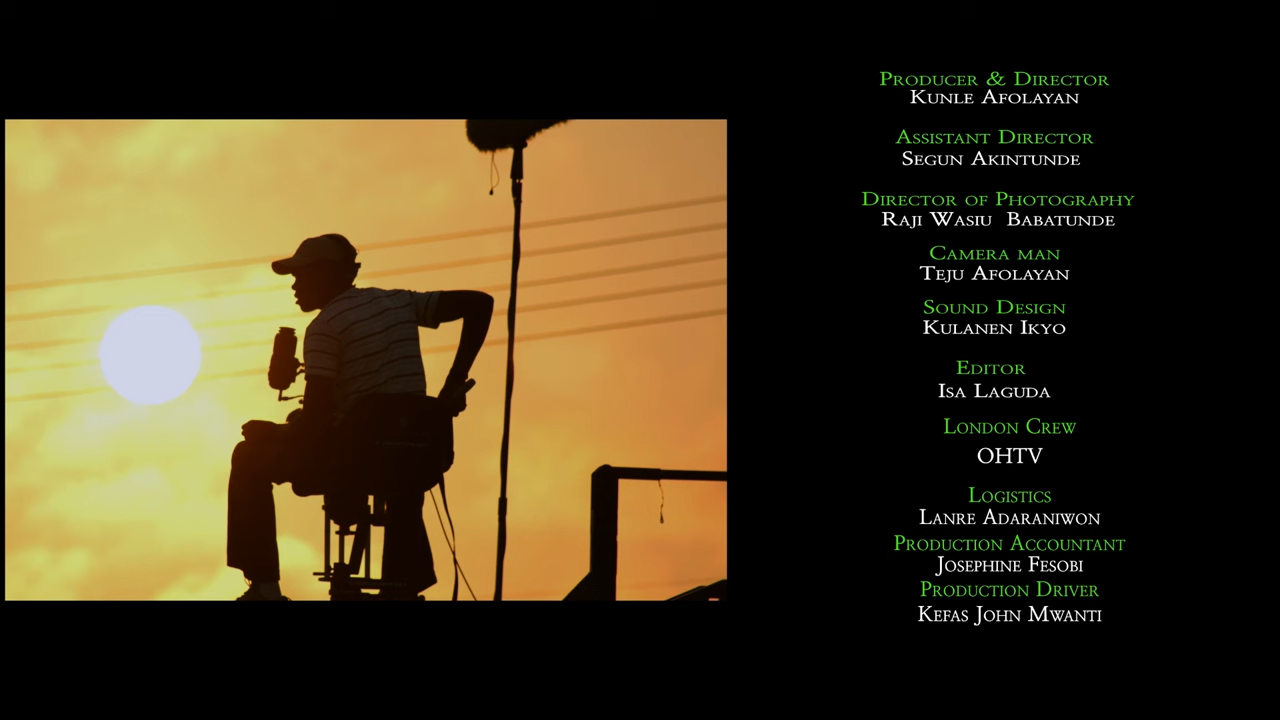 PRODUCER & DIRECTOR
KUNLE AFOLAYAN
ASSISTANT DIRECTOR
SEGUN AKINTUNDE
DIRECTOR OF PHOTOGRAPHY
RAJI WASIU BABATUNDE
CAMERA MAN
TEJU AFOLAYAN
SOUND DESIGN
KULANEN IKYO
EDITOR
ISA LAGUDA
LONDON CREW
OHTV
LOGISTICS
LANRE ADARANIWON
PRODUCTION ACCOUNTANT
JOSEPHINE FESOBI
PRODUCTION DRIVER
KEFAS JOHN MWANTI